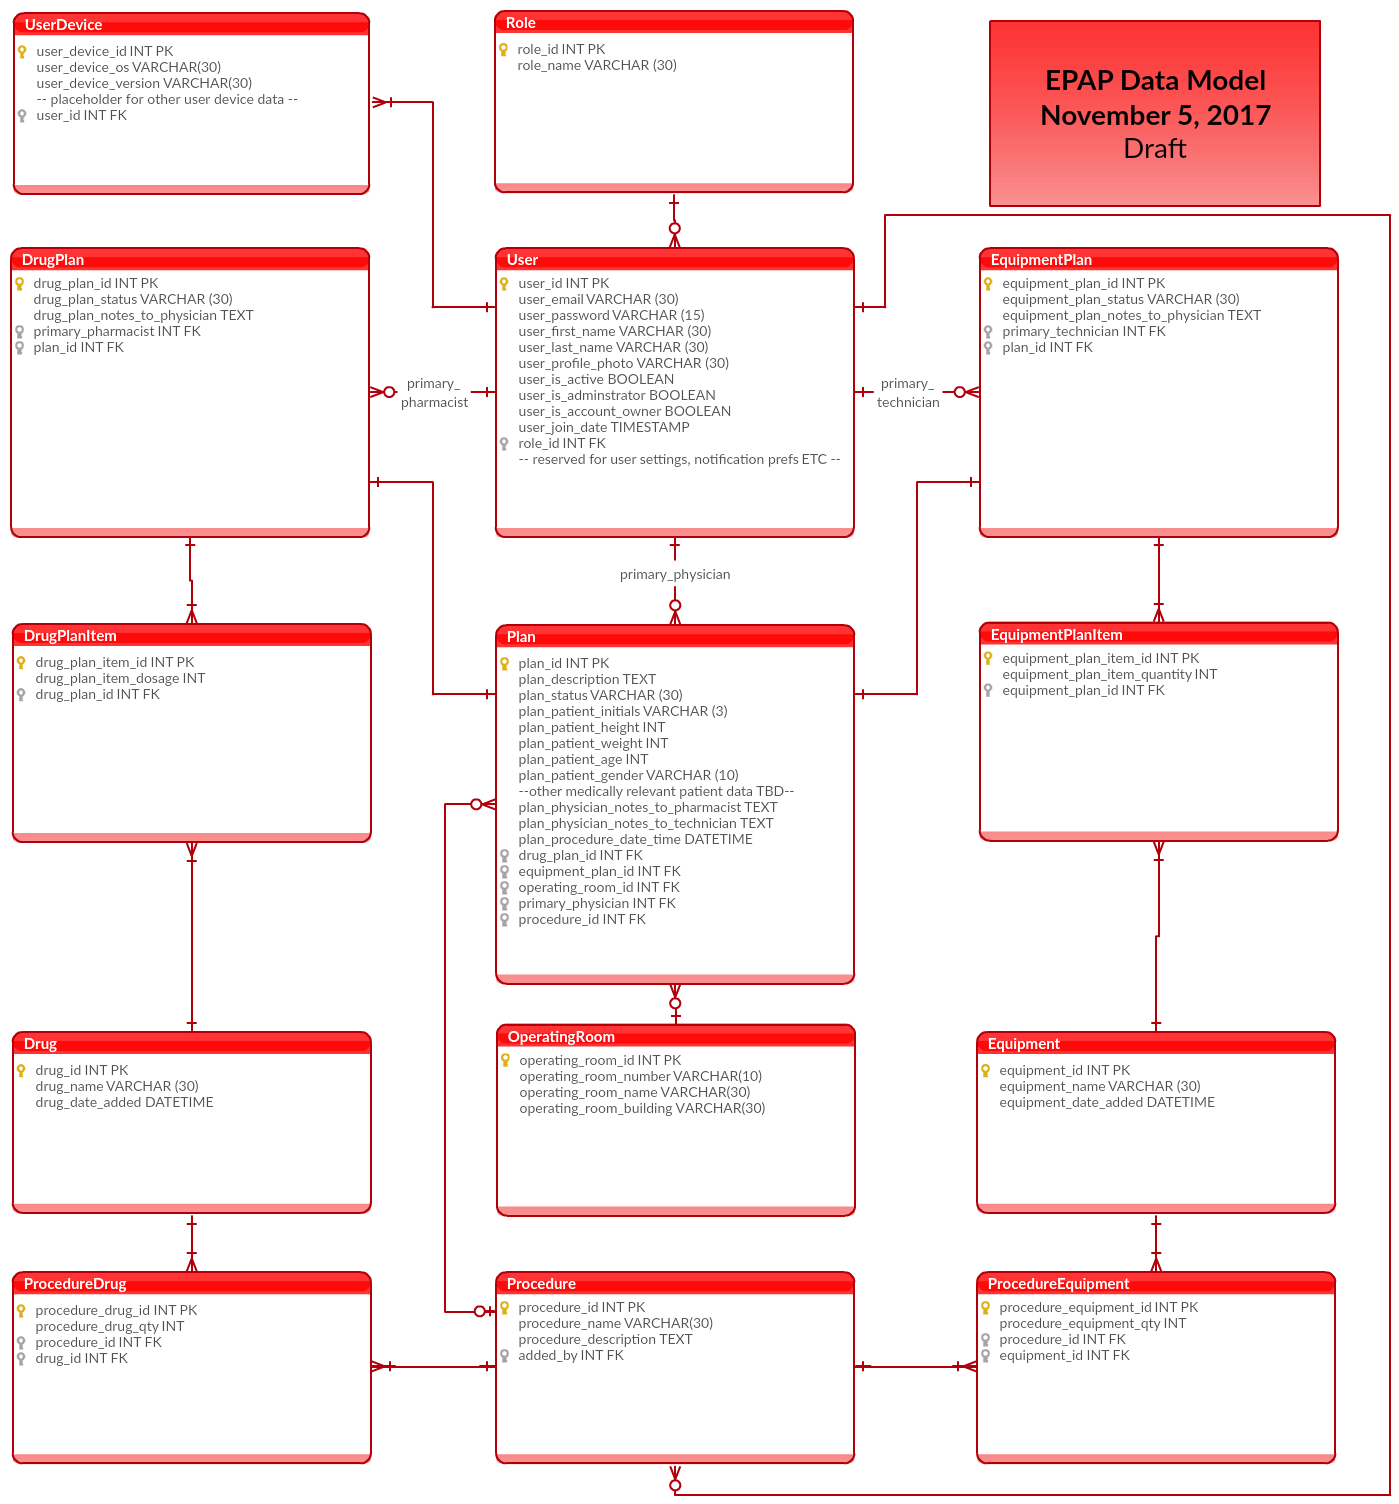 UserDevice
user_device_id INT PK
user_device_os VARCHAR(30)
user_device_version VARCHAR(30)
-- placeholder for other user device data --
user_id INT FK
Role
role_id INT PK
role_name VARCHAR (30)
EPAP Data Model
November 5, 2017
Draft
DrugPlan
drug_plan_id INT PK
drug_plan_status VARCHAR (30)
drug_plan_notes_to_physician TEXT
primary_pharmacist INT FK
plan_id INT FK
primary_
pharmacist
User
user_id INT PK
user_email VARCHAR (30)
user_password VARCHAR (15)
user_first_name VARCHAR (30)
user_last_name VARCHAR (30)
user_profile_photo VARCHAR (30)
user_is_active BOOLEAN
user_is_adminstrator BOOLEAN
user_is_account_owner BOOLEAN
user_join_date TIMESTAMP
role_id INT FK
-- reserved for user settings, notification prefs ETC --
primary_
technician
EquipmentPlan
equipment_plan_id INT PK
equipment_plan_status VARCHAR (30)
equipment_plan_notes_to_physician TEXT
primary_technician INT FK
plan_id INT FK
primary_physician
DrugPlanItem
drug_plan_item_id INT PK
drug_plan_item_dosage INT
drug_plan_id INT FK
Plan
plan_id INT PK
plan_description TEXT
plan_status VARCHAR (30)
plan_patient_initials VARCHAR (3)
plan_patient_height INT
plan_patient_weight INT
plan_patient_age INT
plan_patient_gender VARCHAR (10)
--other medically relevant patient data TBD--
plan_physician_notes_to_pharmacist TEXT
plan_physician_notes_to_technician TEXT
plan_procedure_date_time DATETIME
drug_plan_id INT FK
equipment_plan_id INT FK
operating_room_id INT FK
primary_physician INT FK
procedure_id INT FK
EquipmentPlanItem
equipment_plan_item_id INT PK
equipment_plan_item_quantity INT
equipment_plan_id INT FK
Drug
drug_id INT PK
drug_name VARCHAR (30)
drug_date_added DATETIME
OperatingRoom
operating_room_id INT PK
operating_room_number VARCHAR(10)
operating_room_name VARCHAR(30)
operating_room_building VARCHAR(30)
Equipment
equipment_id INT PK
equipment_name VARCHAR (30)
equipment_date_added DATETIME
ProcedureDrug
procedure_drug_id INT PK
procedure_drug_qty INT
procedure_id INT FK
drug_id INT FK
Procedure
procedure_id INT PK
procedure_name VARCHAR(30)
procedure_description TEXT
added_by INT FK
ProcedureEquipment
procedure_equipment_id INT PK
procedure_equipment_qty INT
procedure_id INT FK
equipment_id INT FK